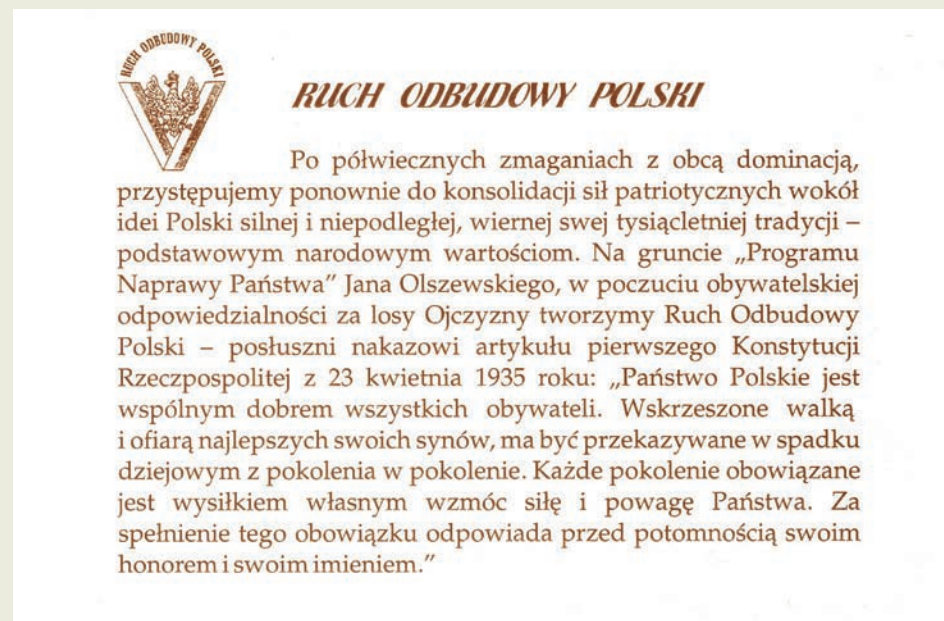 RUCH ODBUDOWY POLSKI
RUCH ODBUDOWY POLSKI
Po półwiecznych zmaganiach z obcą dominacją,
przystępujemy ponownie do konsolidacji sił patriotycznych wokół
idei Polski silnej i niepodległej, wiernej swej tysiącletniej tradycji –
podstawowym narodowym wartościom. Na gruncie „Programu
Naprawy Państwa” Jana Olszewskiego, w poczuciu obywatelskiej
odpowiedzialności za losy Ojczyzny tworzymy Ruch Odbudowy
Polski – posłuszni nakazowi artykułu pierwszego Konstytucji
Rzeczpospolitej z 23 kwietnia 1935 roku: „Państwo Polskie jest
wspólnym dobrem wszystkich obywateli. Wskrzeszone walką
i ofiarą najlepszych swoich synów, ma być przekazywane w spadku
dziejowym z pokolenia w pokolenie. Każde pokolenie obowiązane
jest wysiłkiem własnym wzmóc siłę i powagę Państwa. Za
spełnienie tego obowiązku odpowiada przed potomnością swoim
honorem i swoim imieniem.”